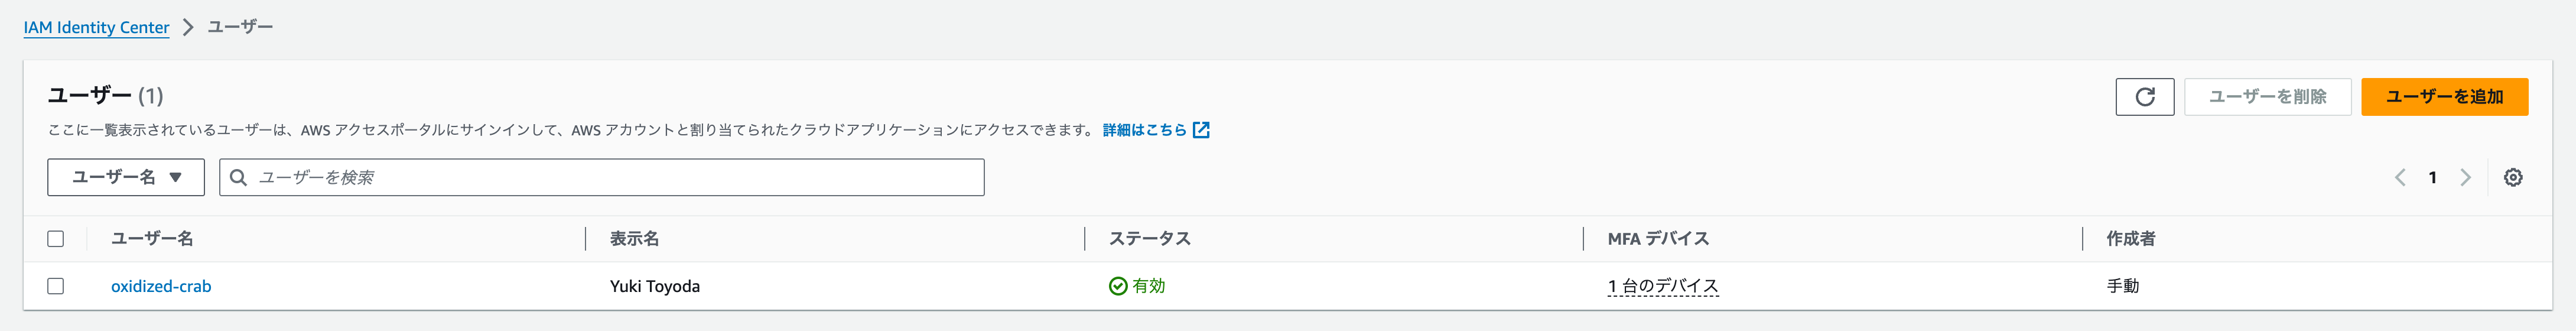 IAM Identity Center > ユーザー
ユーザー (1)
ユーザーを削除
ユーザーを追加
ここに一覧表示されているユーザーは、AWS アクセスポータルにサインインして、AWS アカウントと割り当てられたクラウドアプリケーションにアクセスできます。 詳細はこちら
ユーザー名 ユーザーを検索 1
ユーザー名 表示名 ステータス MFA デバイス 作成者
oxidized-crab Yuki Toyoda 有効 1 台のデバイス 手動